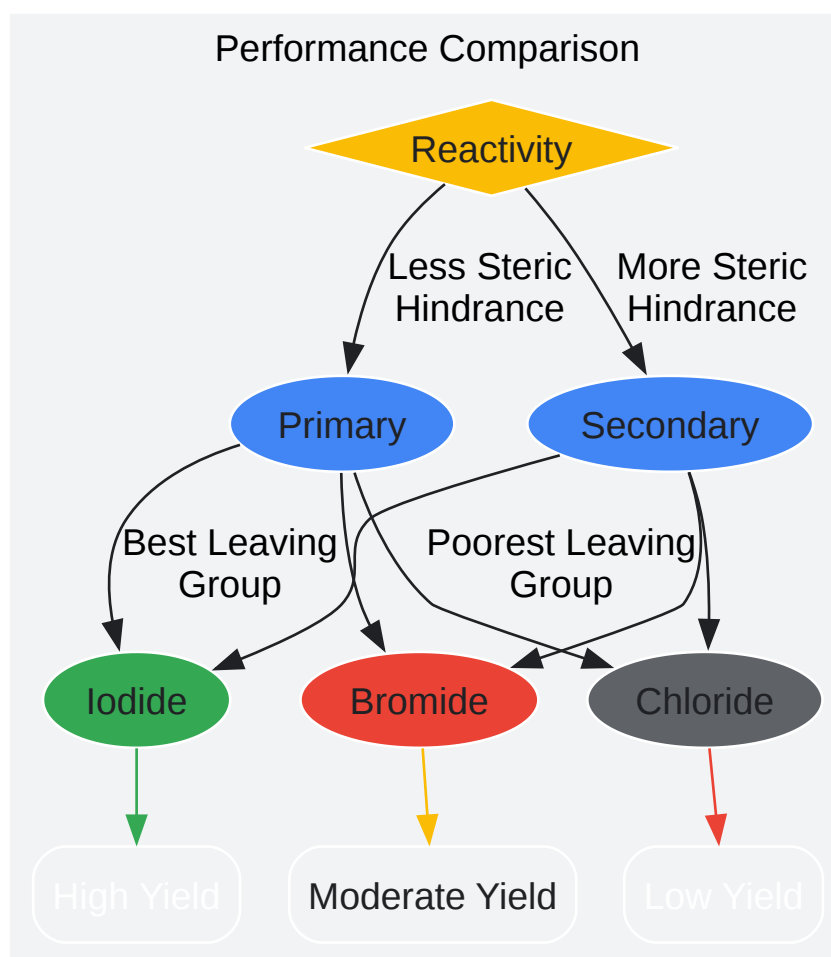 Performance Comparison
Reactivity
Less Steric
Hindrance
More Steric
Hindrance
Primary
Secondary
Best Leaving
Group
Poorest Leaving
Group
Iodide
Bromide
Chloride
High Yield
Moderate Yield
Low Yield